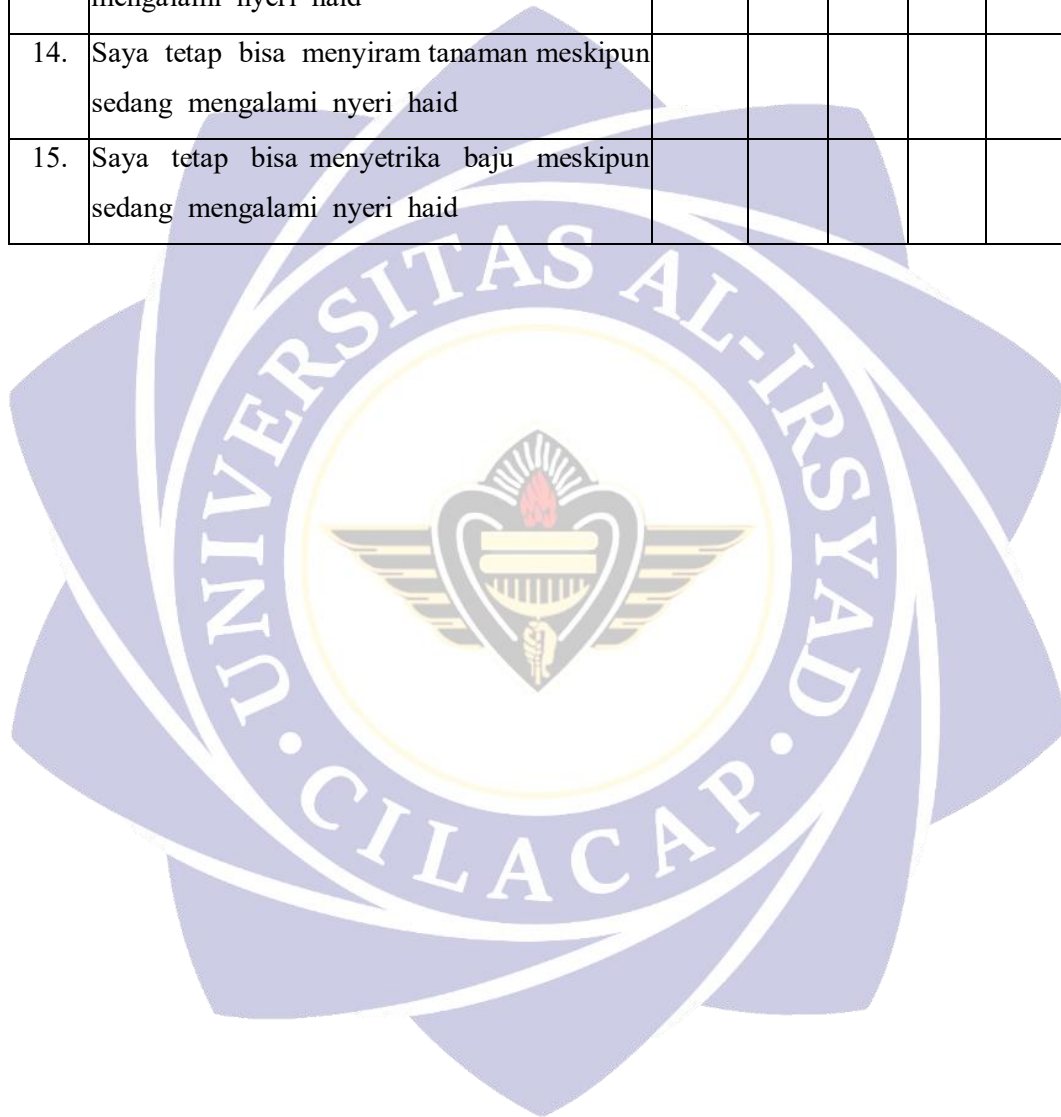 mengalami nyeri haid
14. Saya tetap bisa menyiram tanaman meskipun
sedang mengalami nyeri haid
15. Saya tetap bisa menyetrika baju meskipun
sedang mengalami nyeri haid
UNIVERSITAS AL-IRSYAD
CILACAP